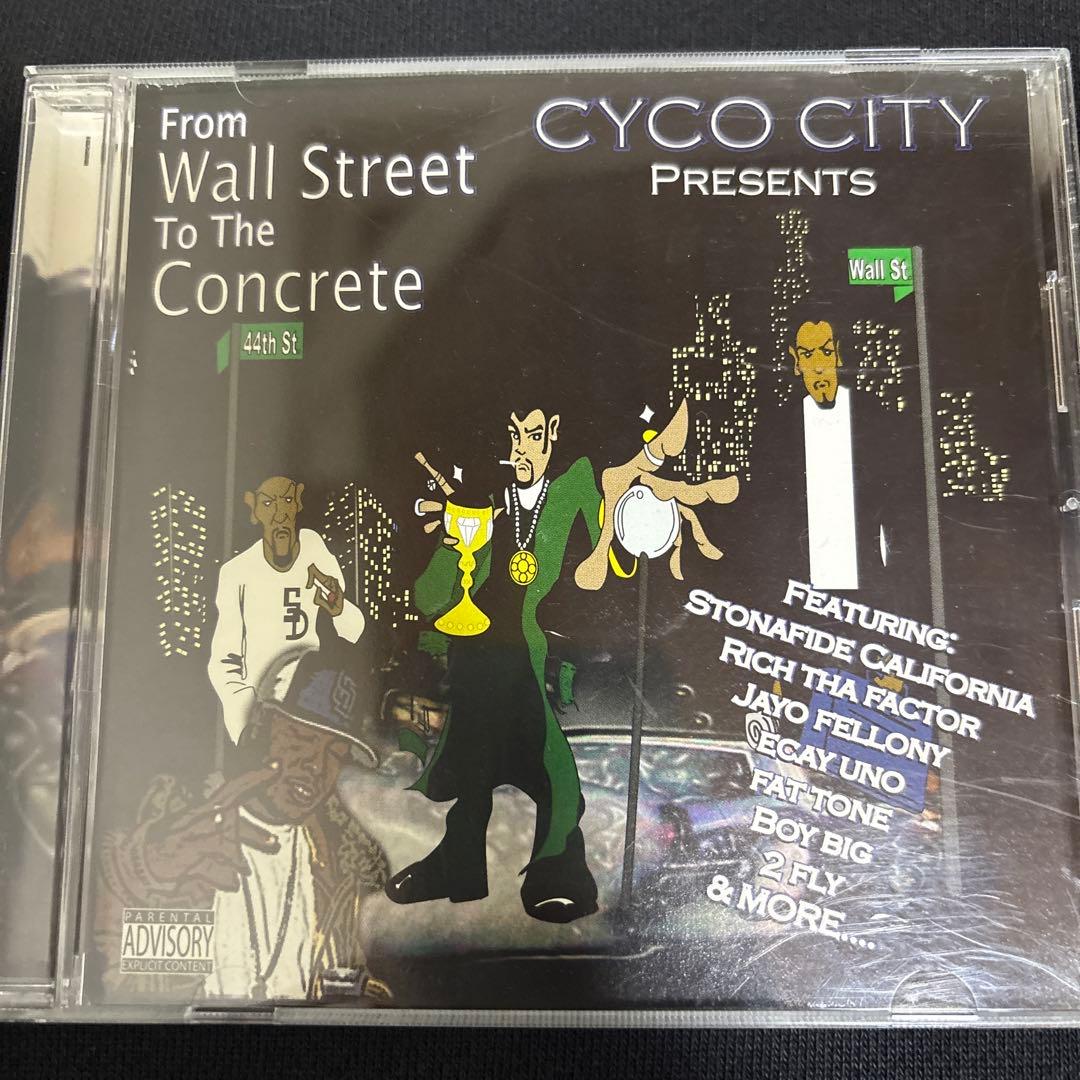 From
Wall Street
To The
Concrete
CYCO CITY
PRESENTS
Wall St.
44th St
SD
FEATURING:
STONAFIDE CALIFORNIA
RICH THA FACTOR
JAYO FELLONY
ECAY UNO
FAT TONE
BOY BIG
2 FLY
& MORE....
PARENTAL
ADVISORY
EXPLICIT CONTENT